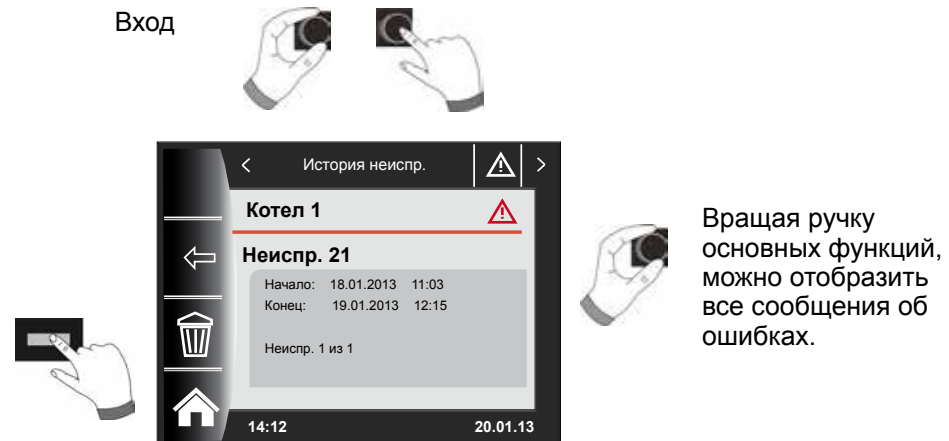 Вход
История неиспр.
Котел 1
Неиспр. 21
Начало: 18.01.2013 11:03
Конец: 19.01.2013 12:15
Неиспр. 1 из 1
14:12 20.01.13
Вращая ручку
основных функций,
можно отобразить
все сообщения об
ошибках.